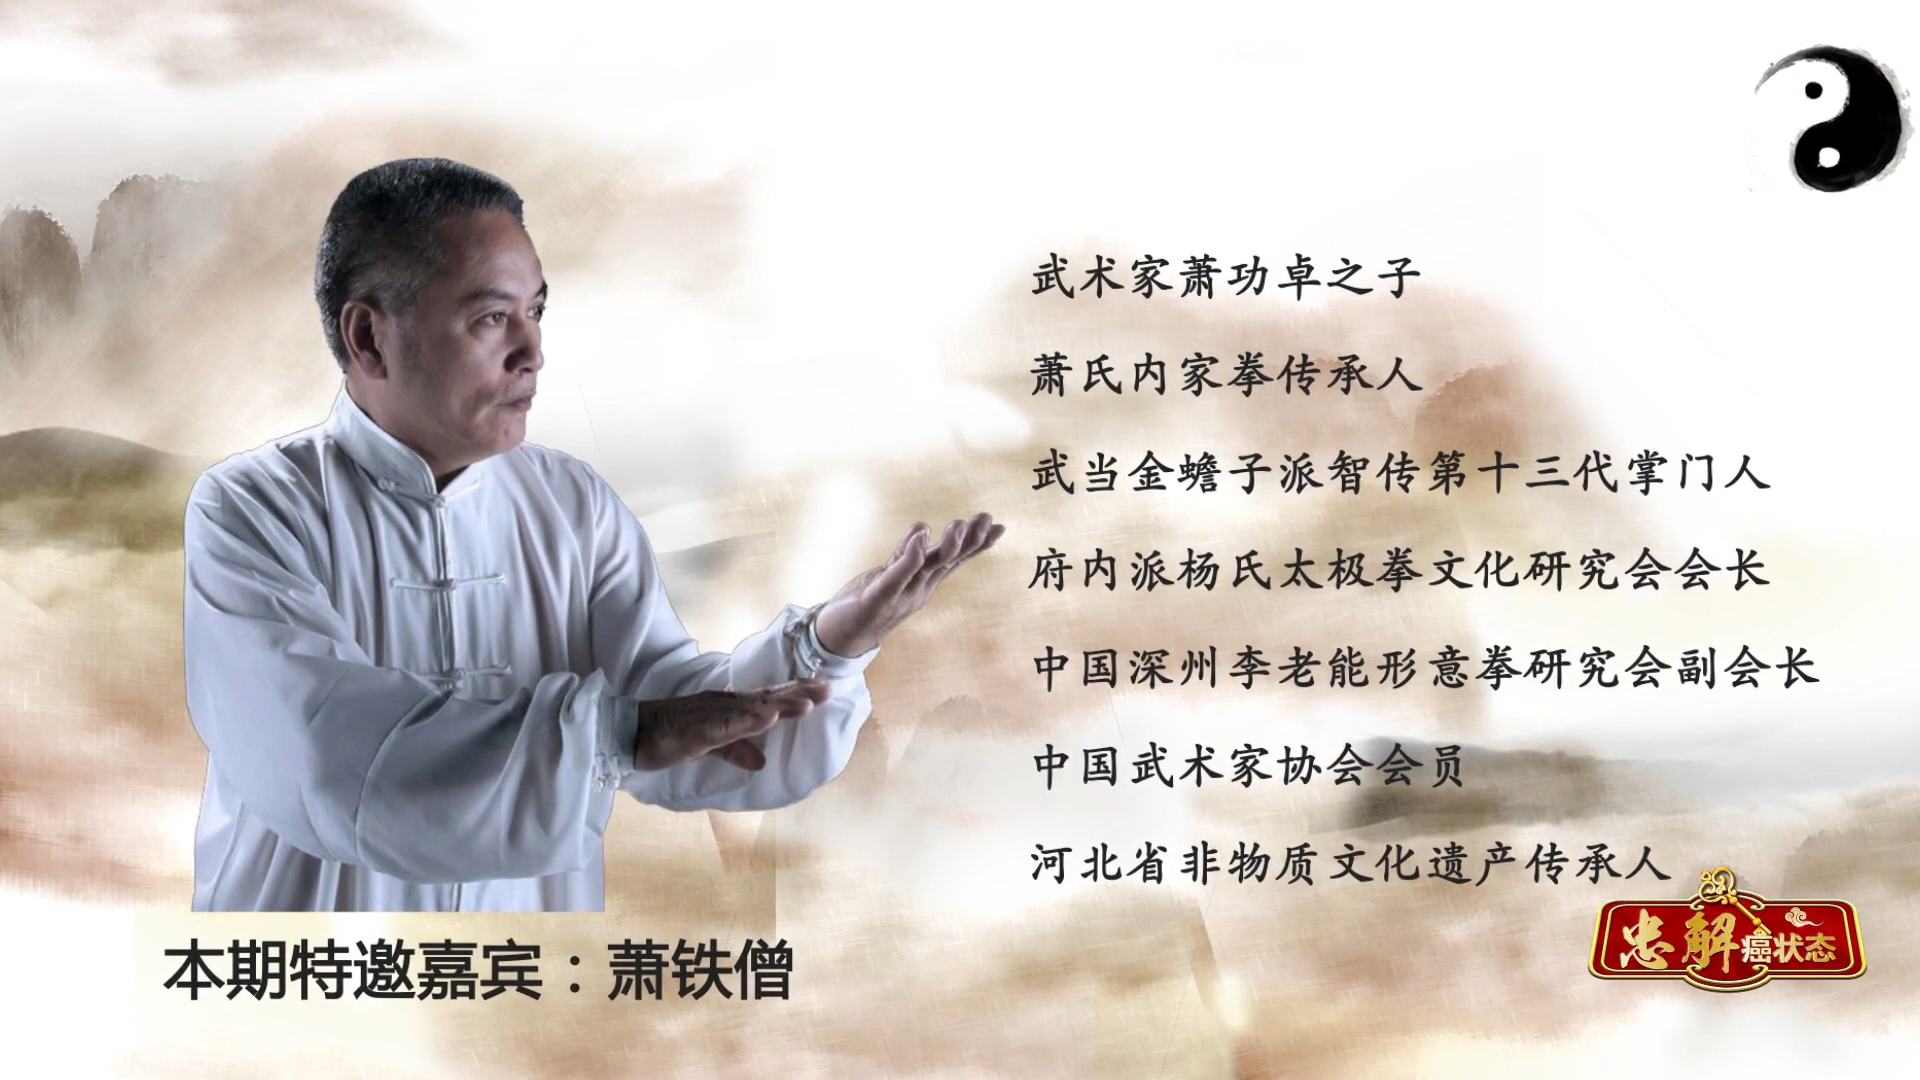 武术家萧功卓之子
萧氏内家拳传承人
武当金蟾子派智传第十三代掌门人
府内派杨氏太极拳文化研究会会长
中国深州李老能形意拳研究会副会长
中国武术家协会会员
河北省非物质文化遗产传承人
本期特邀嘉宾：萧铁僧
忠解癌状态